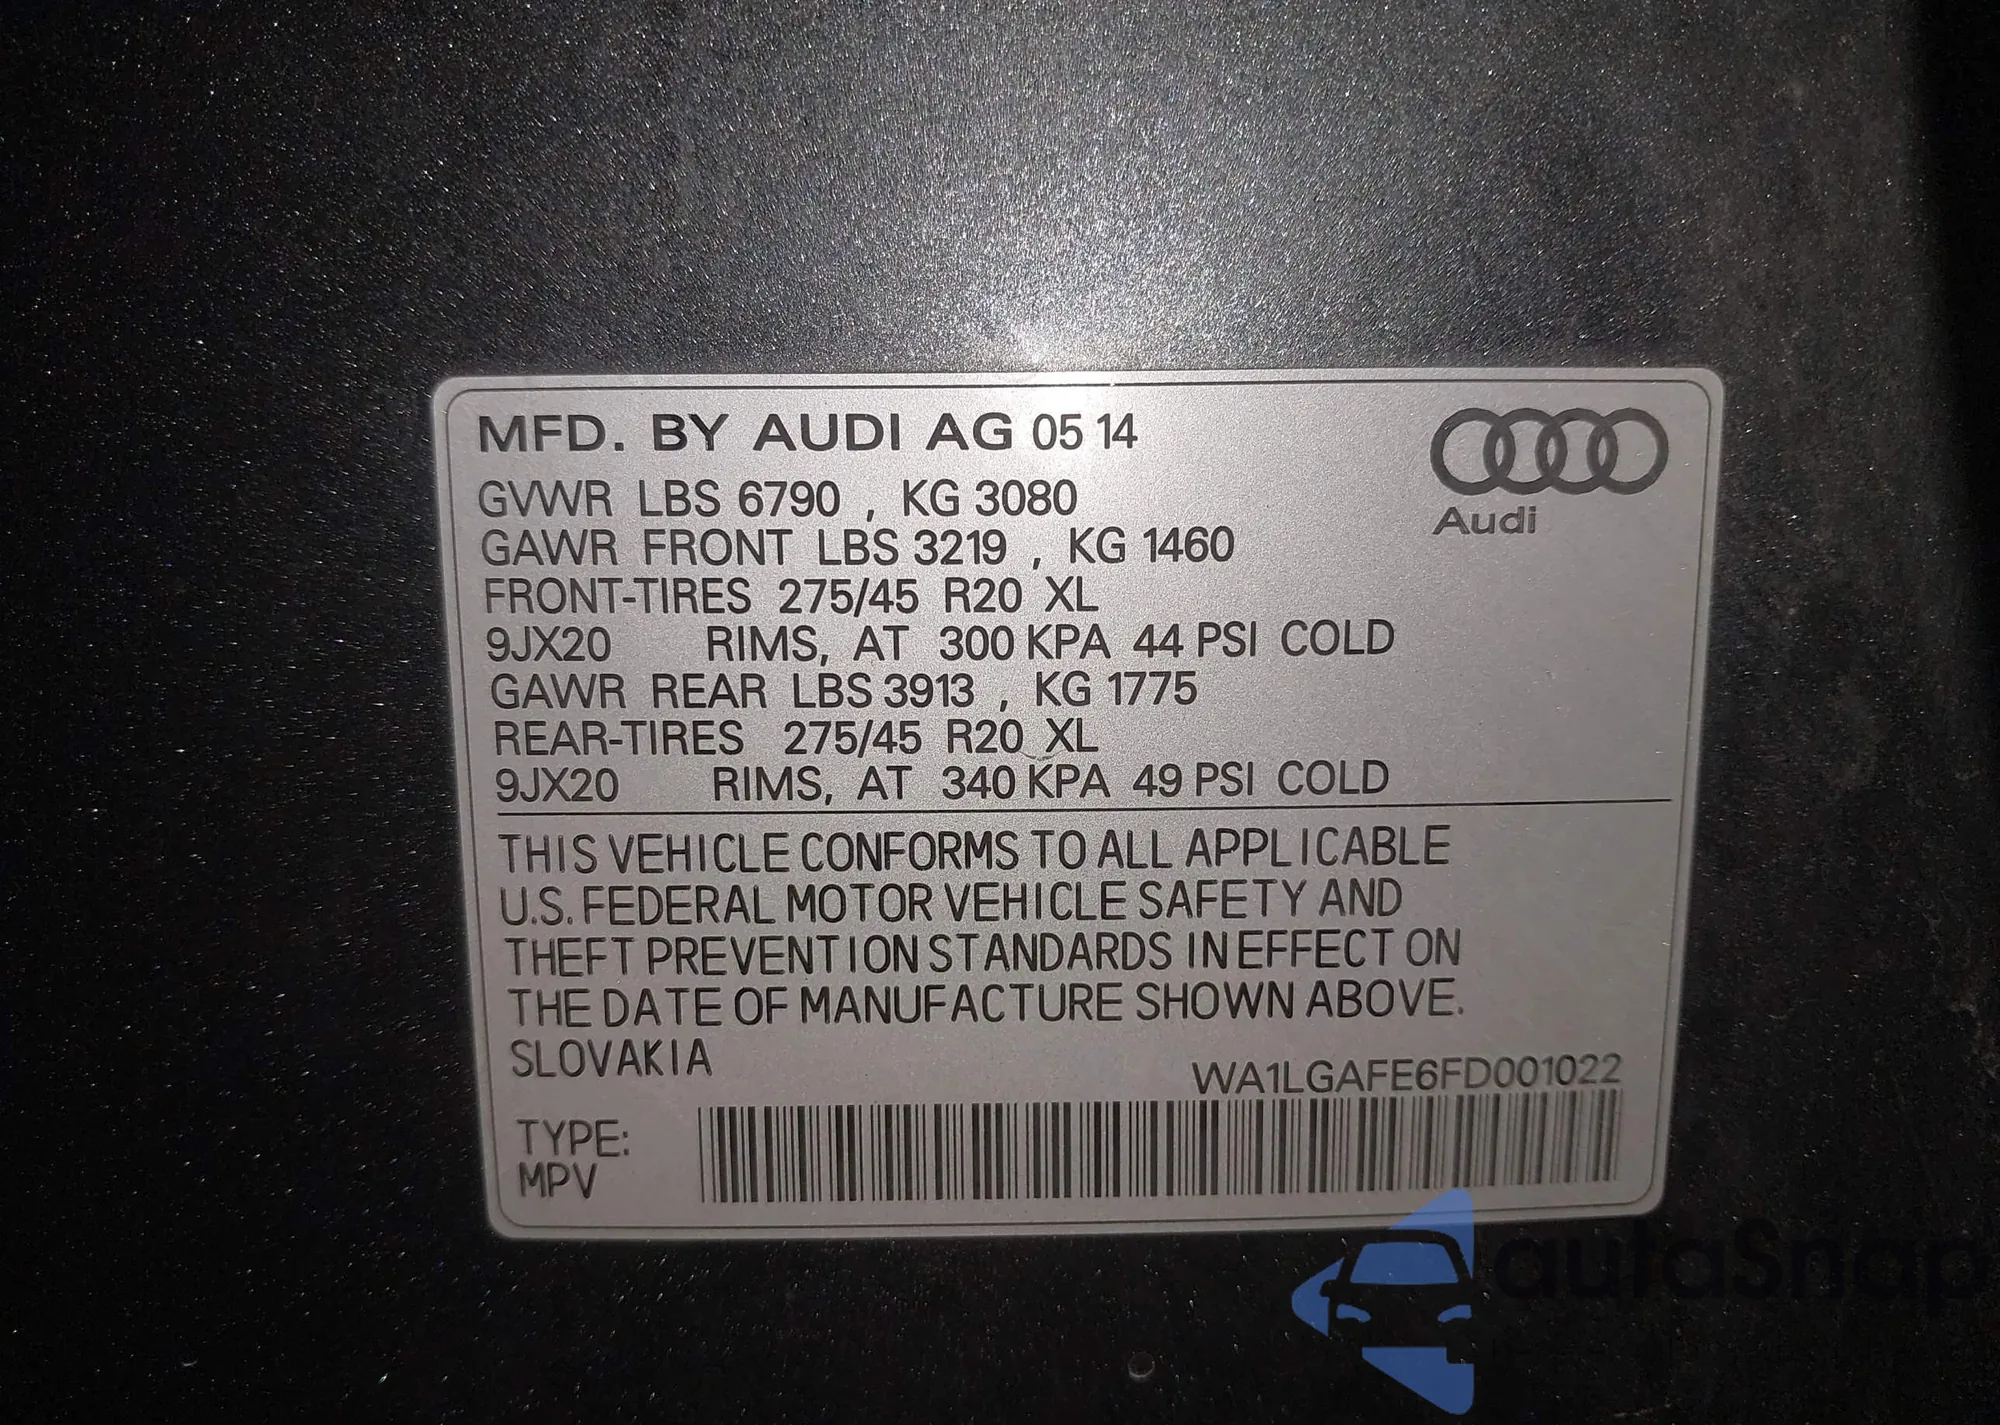 MFD. BY AUDI AG 05 14
Audi
GVWR LBS 6790 , KG 3080
GAWR FRONT LBS 3219 , KG 1460
FRONT-TIRES 275/45 R20 XL
9JX20 RIMS, AT 300 KPA 44 PSI COLD
GAWR REAR LBS 3913 , KG 1775
REAR-TIRES 275/45 R20 XL
9JX20 RIMS, AT 340 KPA 49 PSI COLD
THIS VEHICLE CONFORMS TO ALL APPLICABLE
U.S. FEDERAL MOTOR VEHICLE SAFETY AND
THEFT PREVENTION STANDARDS IN EFFECT ON
THE DATE OF MANUFACTURE SHOWN ABOVE.
SLOVAKIA
WA1LGAFE6FD001022
TYPE:
MPV
autaSnap